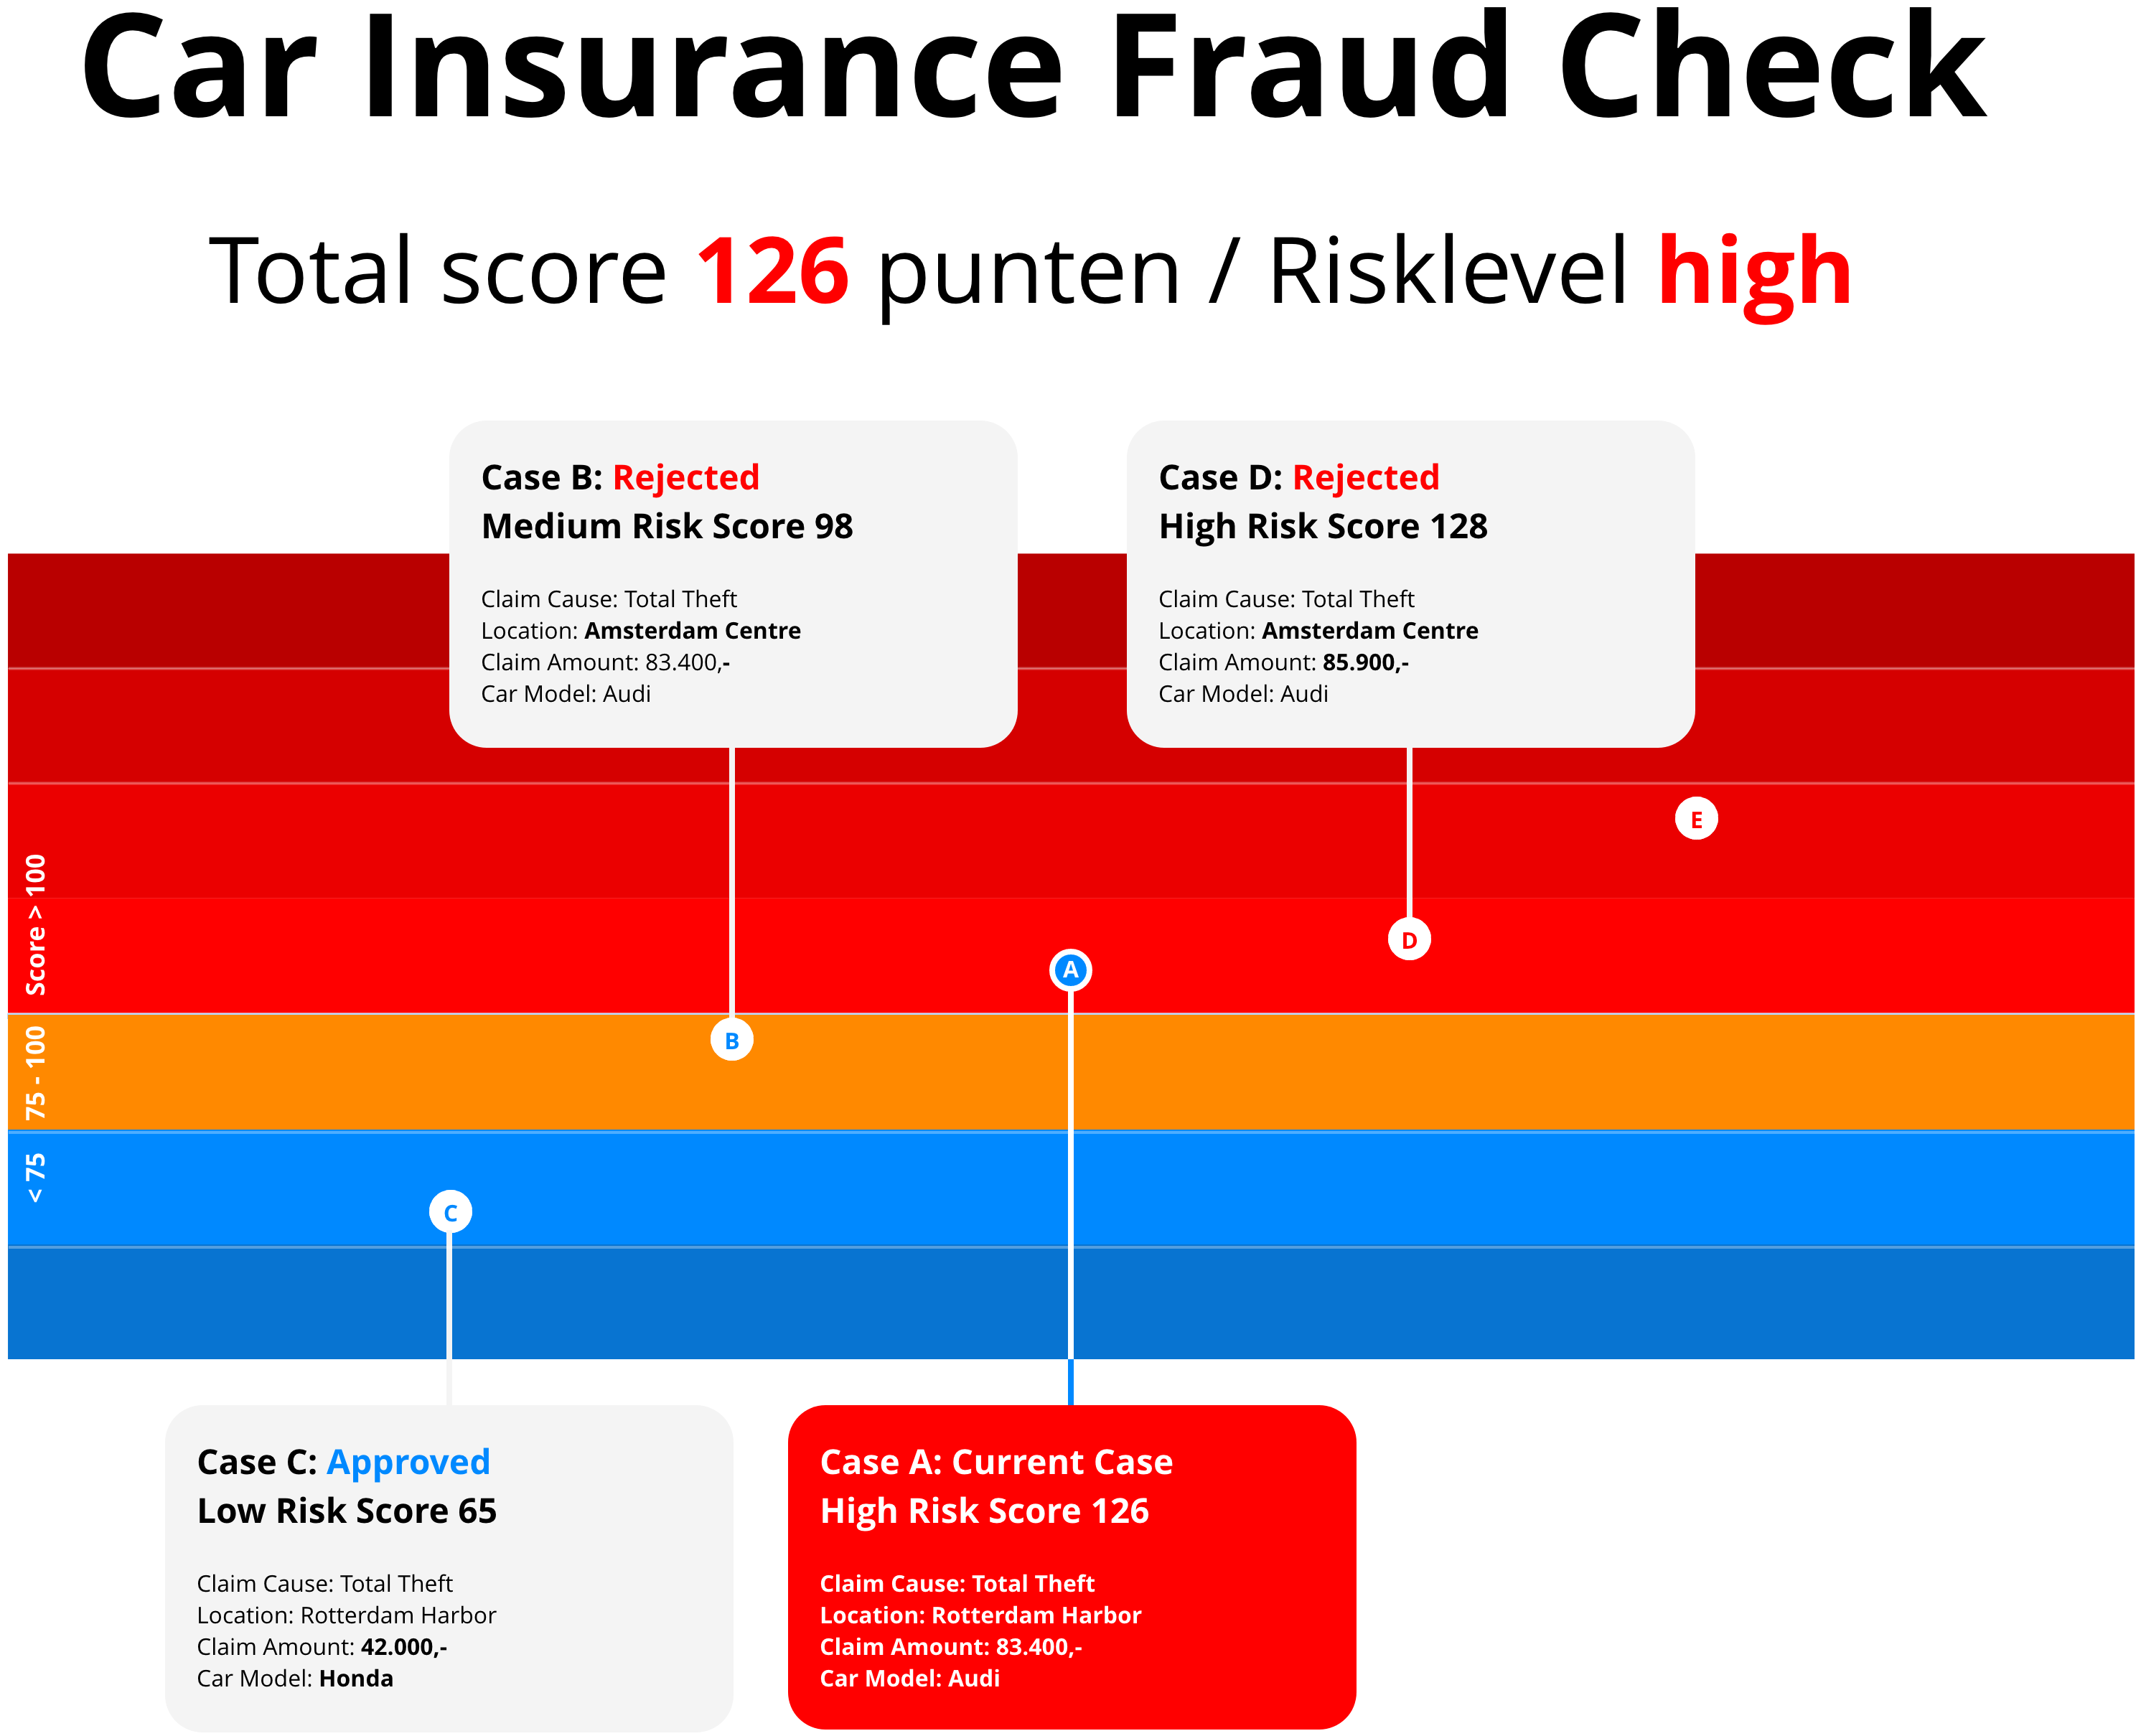 Car Insurance Fraud Check
Total score 126 punten / Risklevel high
Case B: Rejected
Medium Risk Score 98
Claim Cause: Total Theft
Location: Amsterdam Centre
Claim Amount: 83.400,-
Car Model: Audi
Case D: Rejected
High Risk Score 128
Claim Cause: Total Theft
Location: Amsterdam Centre
Claim Amount: 85.900,-
Car Model: Audi
E
Score > 100
D
A
75 - 100
B
< 75
C
Case C: Approved
Low Risk Score 65
Claim Cause: Total Theft
Location: Rotterdam Harbor
Claim Amount: 42.000,-
Car Model: Honda
Case A: Current Case
High Risk Score 126
Claim Cause: Total Theft
Location: Rotterdam Harbor
Claim Amount: 83.400,-
Car Model: Audi